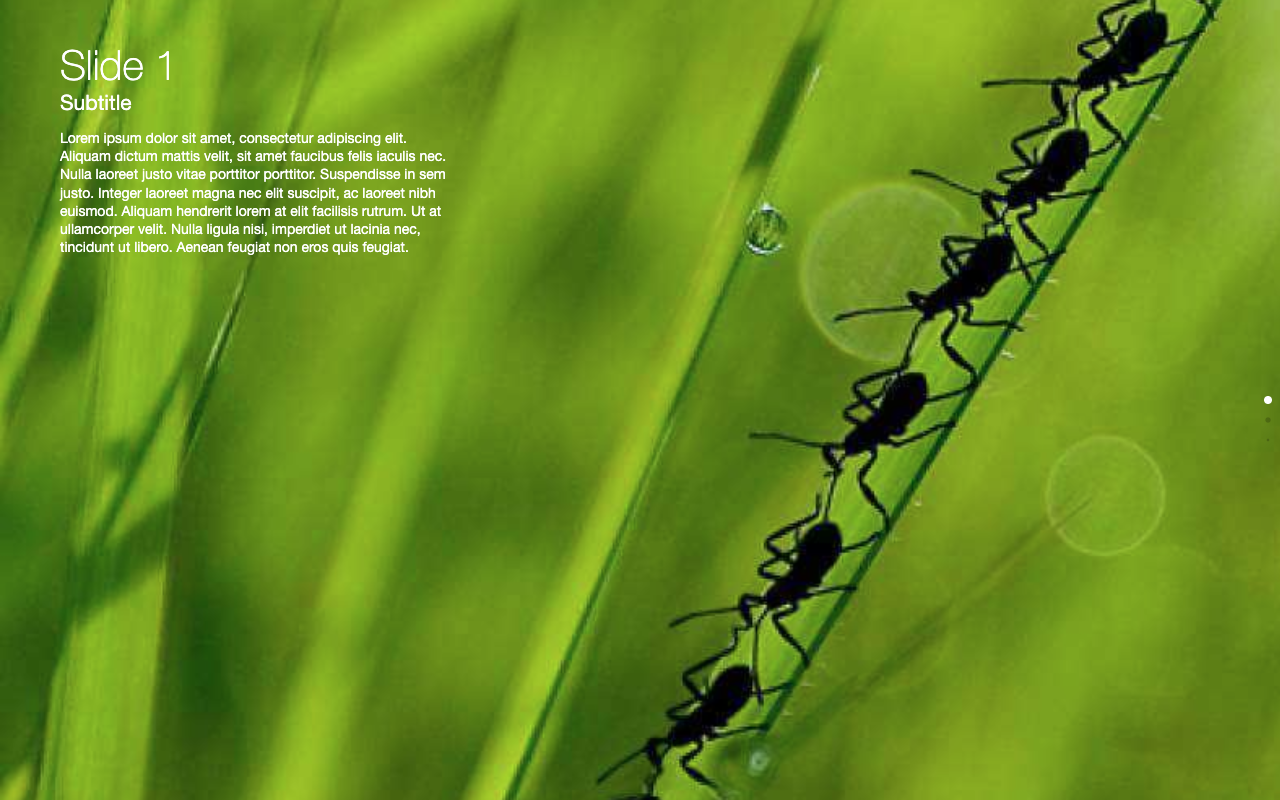 Slide 1
Subtitle
Lorem ipsum dolor sit amet, consectetur adipiscing elit.
Aliquam dictum mattis velit, sit amet faucibus felis iaculis nec.
Nulla laoreet justo vitae porttitor porttitor. Suspendisse in sem
justo. Integer laoreet magna nec elit suscipit, ac laoreet nibh
euismod. Aliquam hendrerit lorem at elit facilisis rutrum. Ut at
ullamcorper velit. Nulla ligula nisi, imperdiet ut lacinia nec,
tincidunt ut libero. Aenean feugiat non eros quis feugiat.